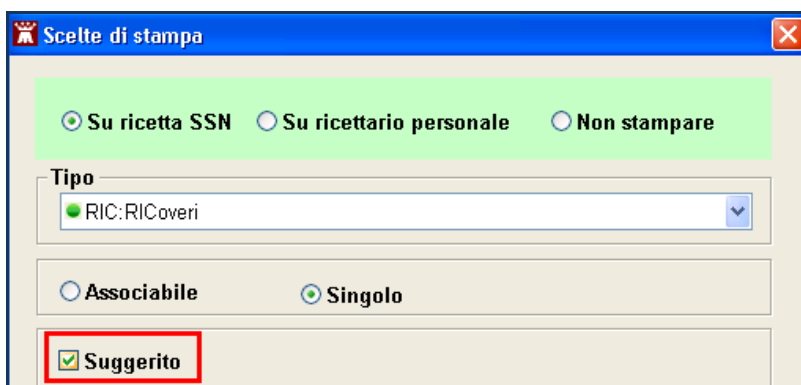 Scelte di stampa
Su ricetta SSN Su ricettario personale Non stampare
Tipo
RIC:RICoveri
Associabile Singolo
Suggerito